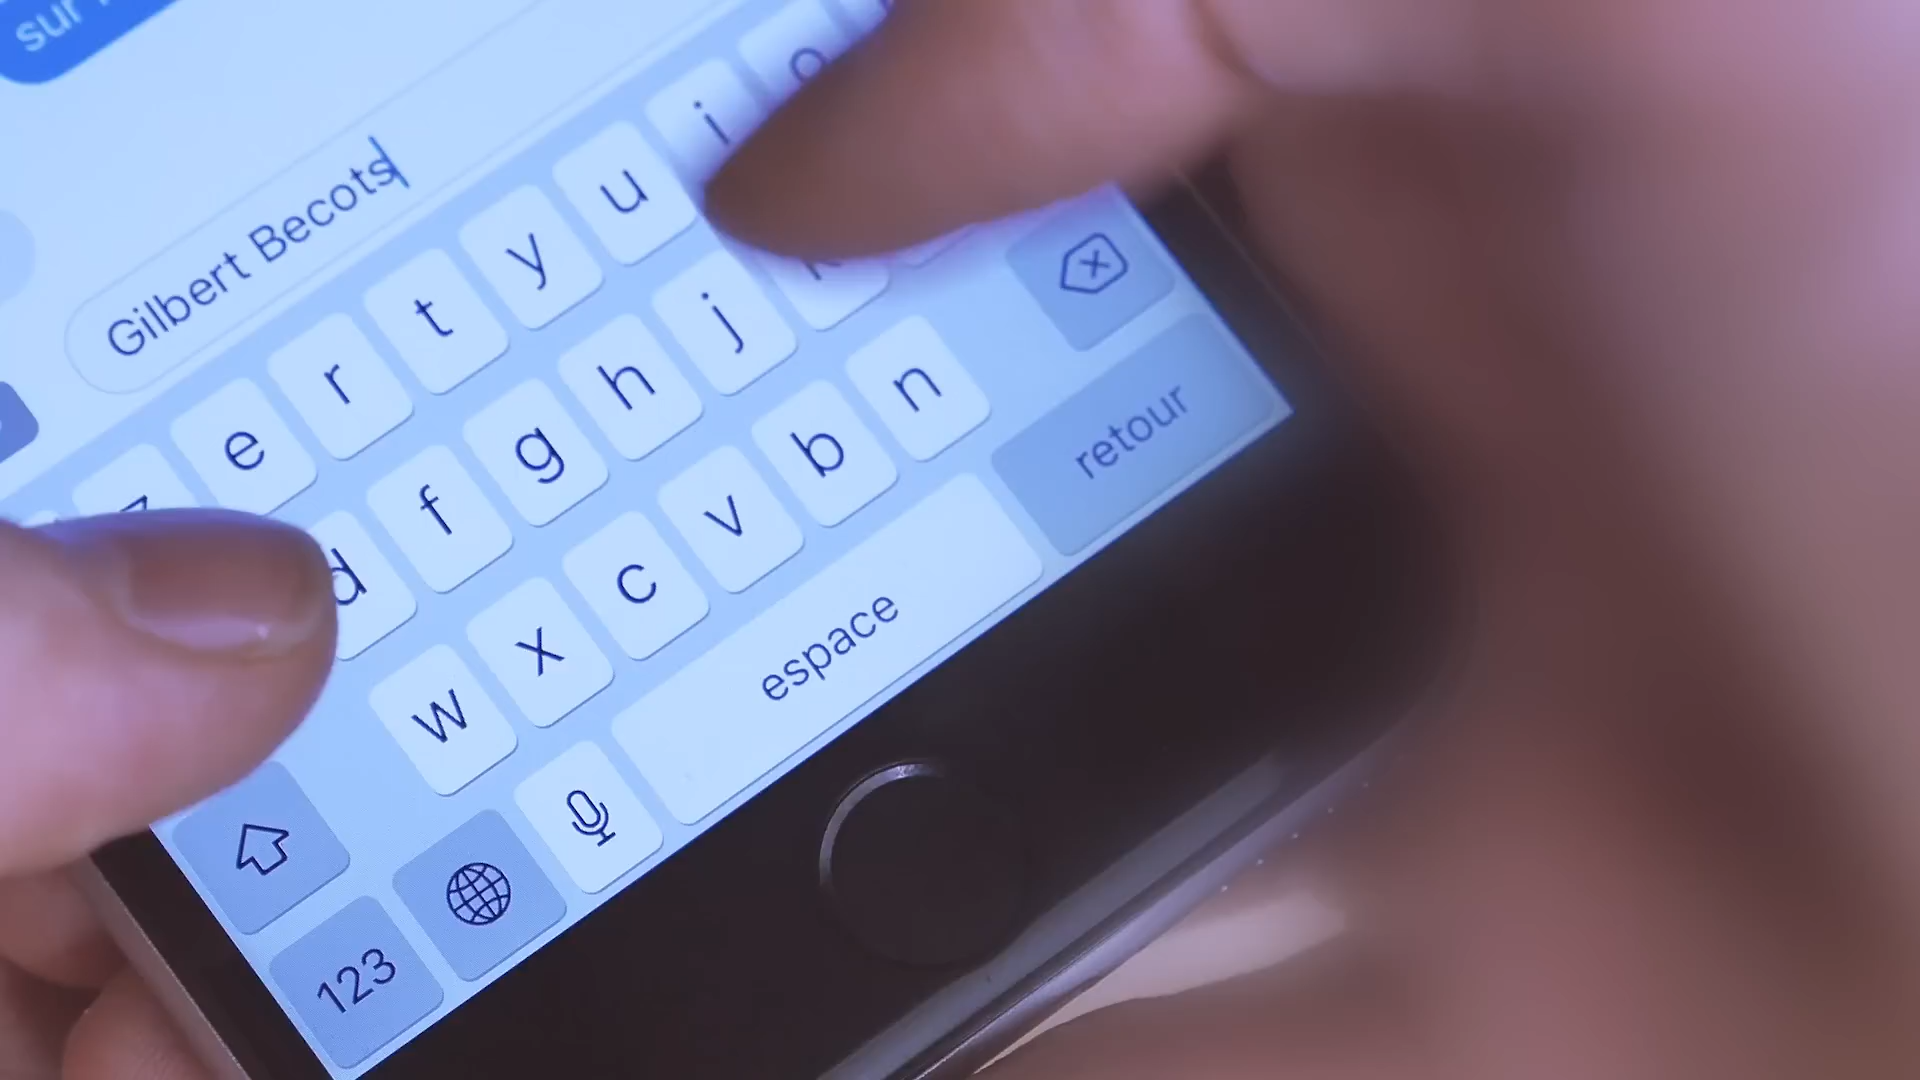 sur
Gilbert Becots
e r t y u i o
d f g h j
w x c v b n
123 espace retour